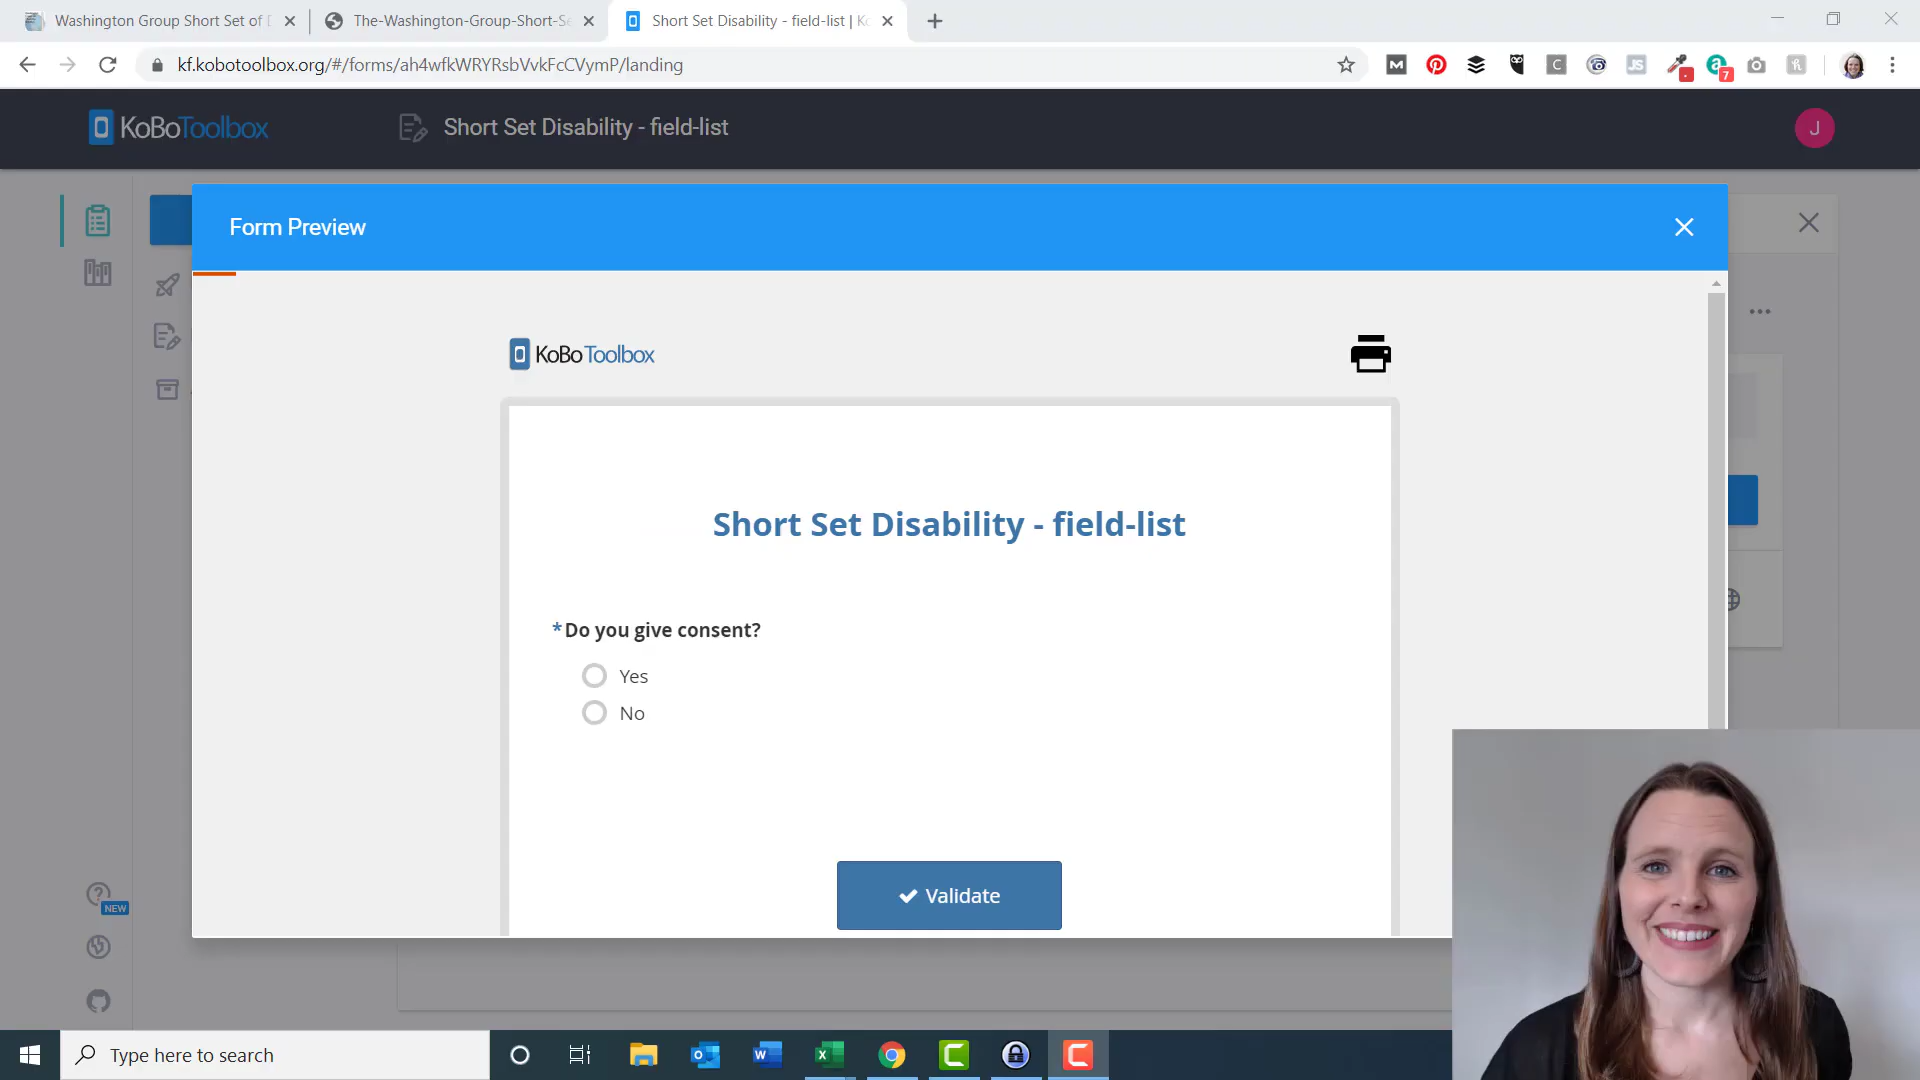 Washington Group Short Set of D
The-Washington-Group-Short-Se
Short Set Disability - field-list | Ko
kf.kobotoolbox.org/#/forms/ah4wfkWRYRsbVvkFcCVymP/landing
7
KoBoToolbox
Short Set Disability - field-list
J
Form Preview
KoBoToolbox
Short Set Disability - field-list
*Do you give consent?
Yes
No
Validate
NEW
Type here to search